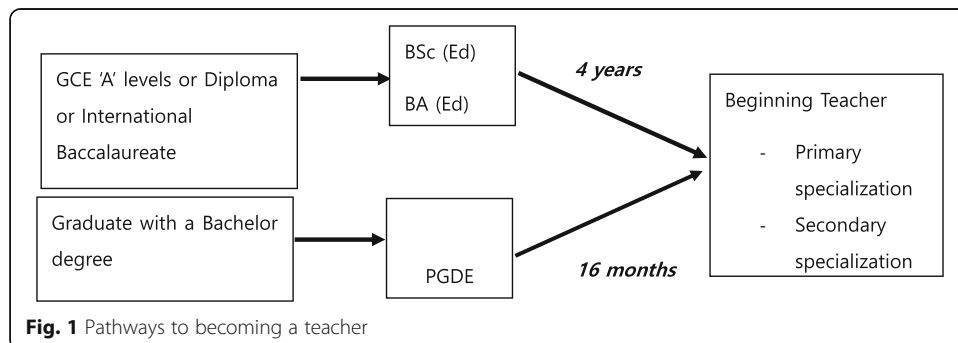 GCE 'A' levels or Diploma
or International
Baccalaureate
BSc (Ed)
BA (Ed)
4 years
Beginning Teacher
- Primary
specialization
- Secondary
specialization
Graduate with a Bachelor
degree
PGDE
16 months
Fig. 1 Pathways to becoming a teacher